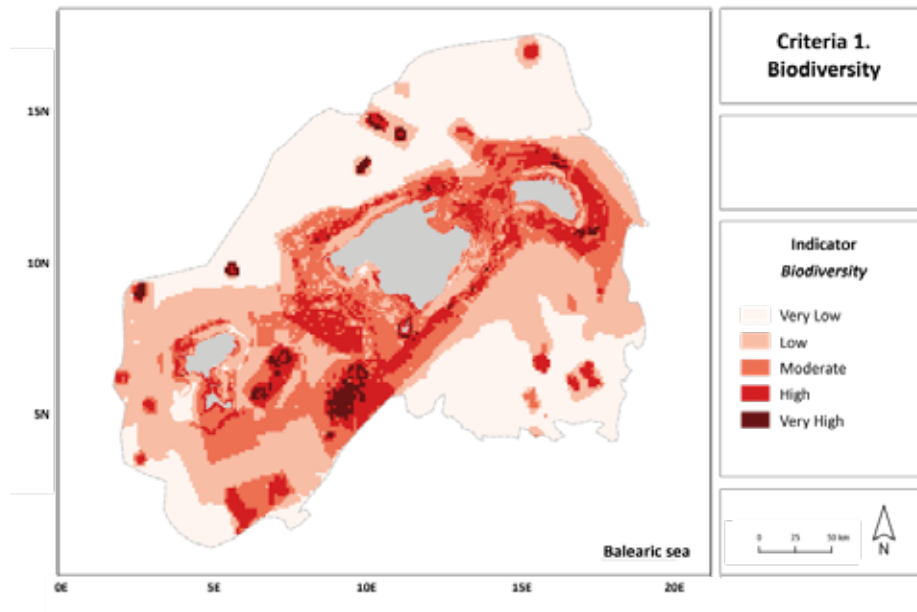 Criteria 1.
Biodiversity
15N
10N
5N
0E
5E
10E
15E
20E
Balearic sea
Indicator
Biodiversity
Very Low
Low
Moderate
High
Very High
0 25 50 km
N